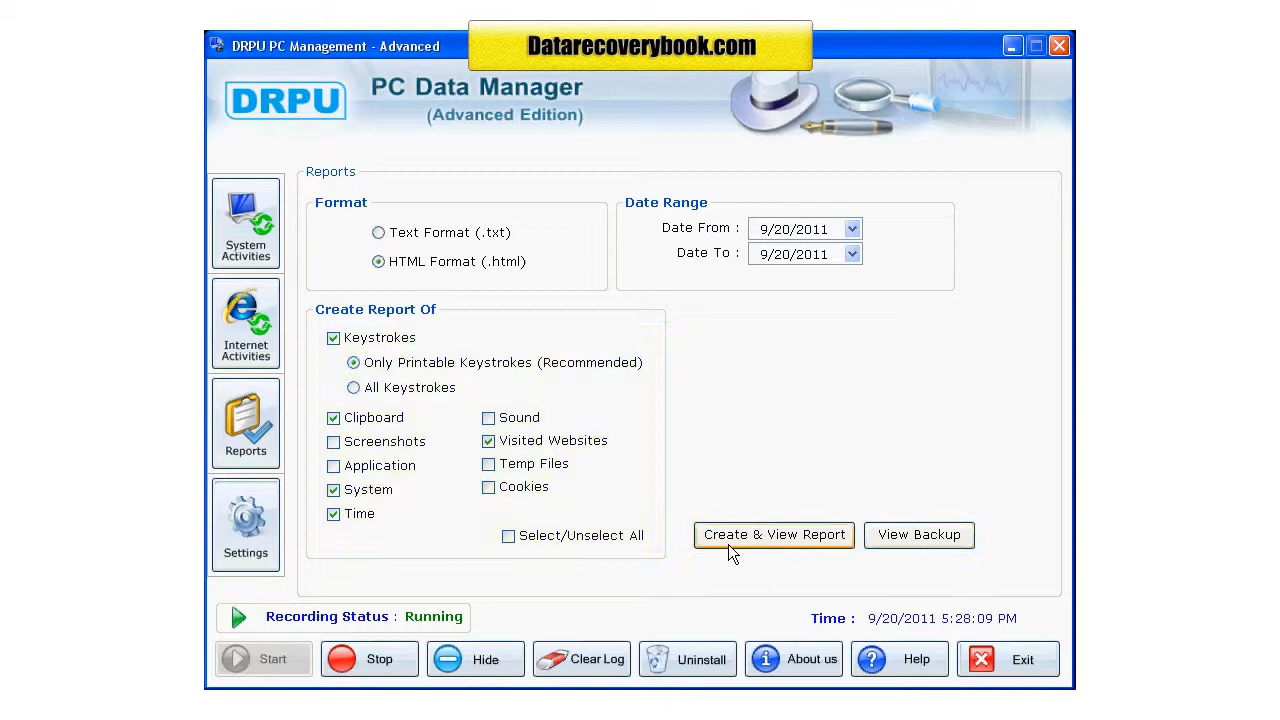 Datarecoverybook.com
DRPU PC Management - Advanced
DRPU
PC Data Manager
(Advanced Edition)
System
Activities
Internet
Activities
Reports
Settings
Reports
Format
Text Format (.txt)
HTML Format (.html)
Date Range
Date From : 9/20/2011
Date To : 9/20/2011
Create Report Of
Keystrokes
Only Printable Keystrokes (Recommended)
All Keystrokes
Clipboard Sound
Screenshots Visited Websites
Application Temp Files
System Cookies
Time
Select/Unselect All
Create & View Report View Backup
Recording Status : Running
Time : 9/20/2011 5:28:09 PM
Start Stop Hide Clear Log Uninstall About us Help Exit